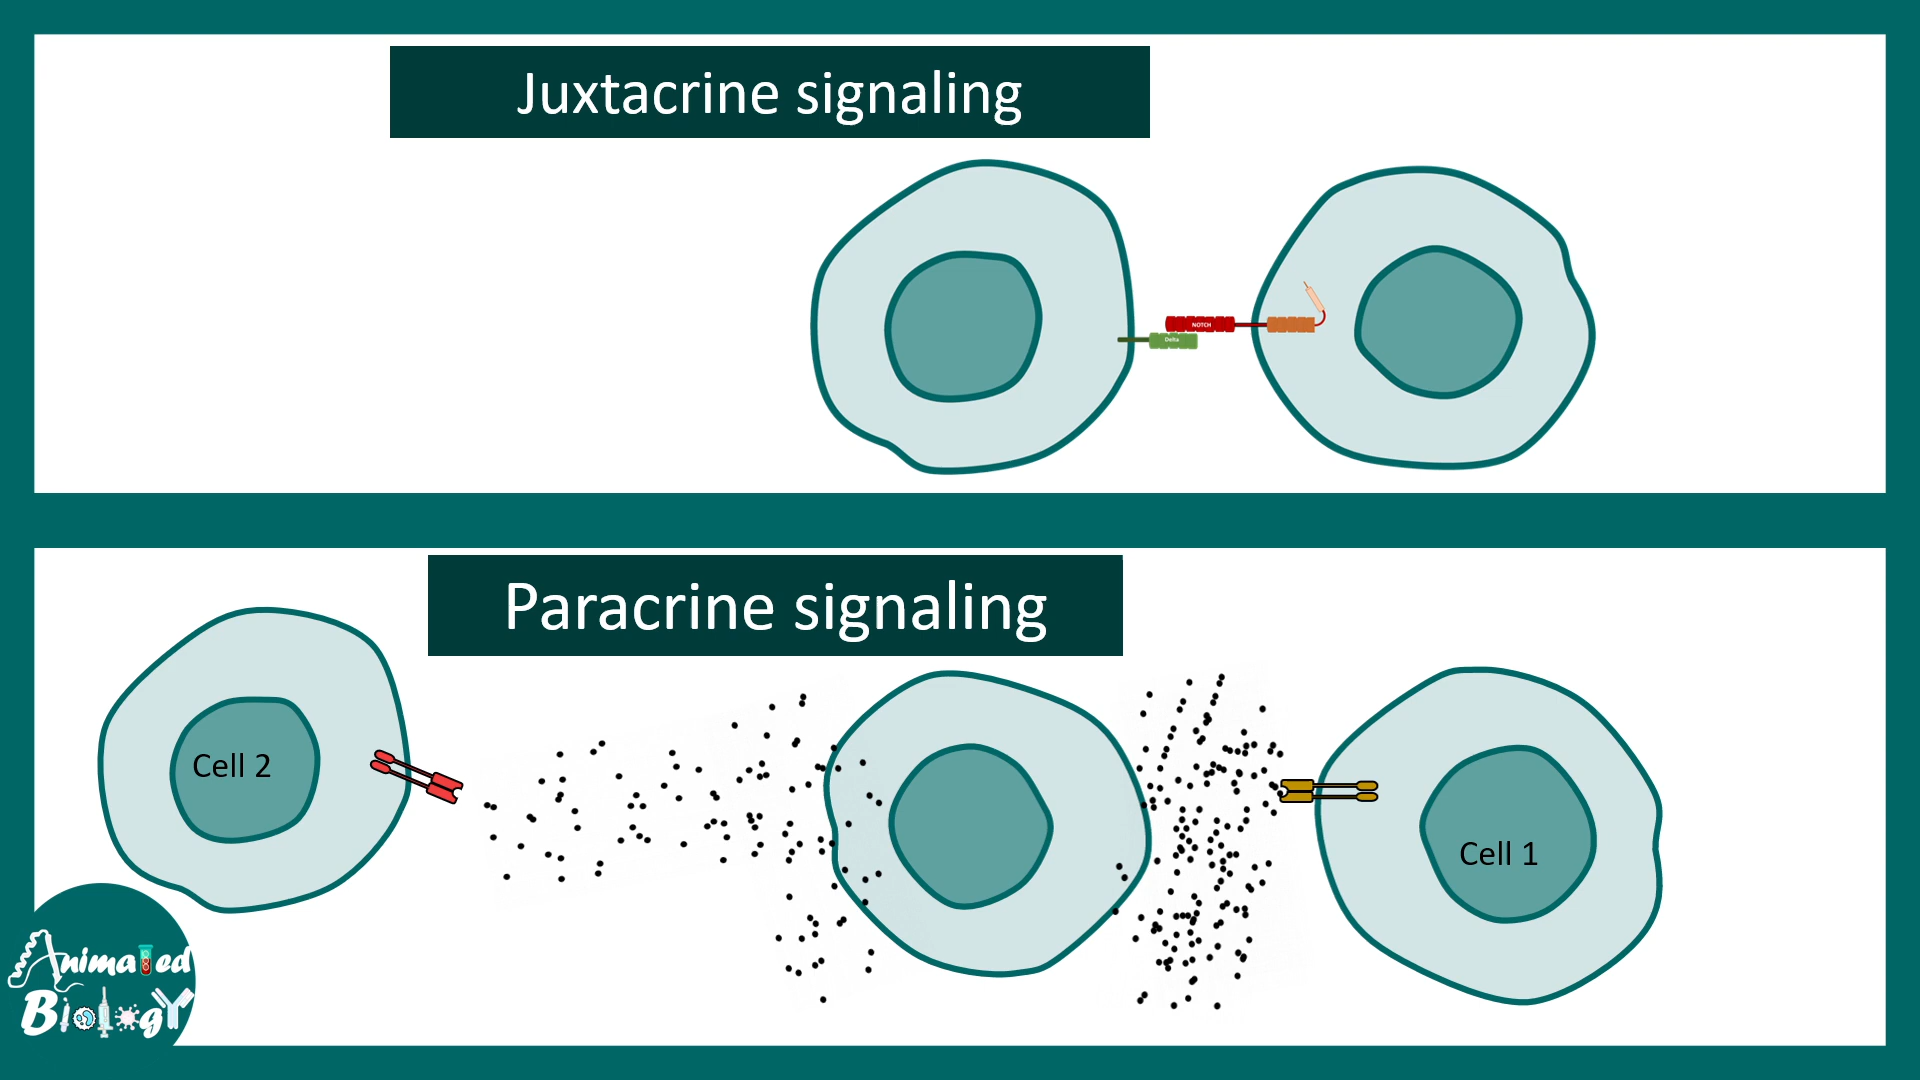 Juxtacrine signaling
NOTCH
Delta
Paracrine signaling
Cell 2
Cell 1
Animated
Biology